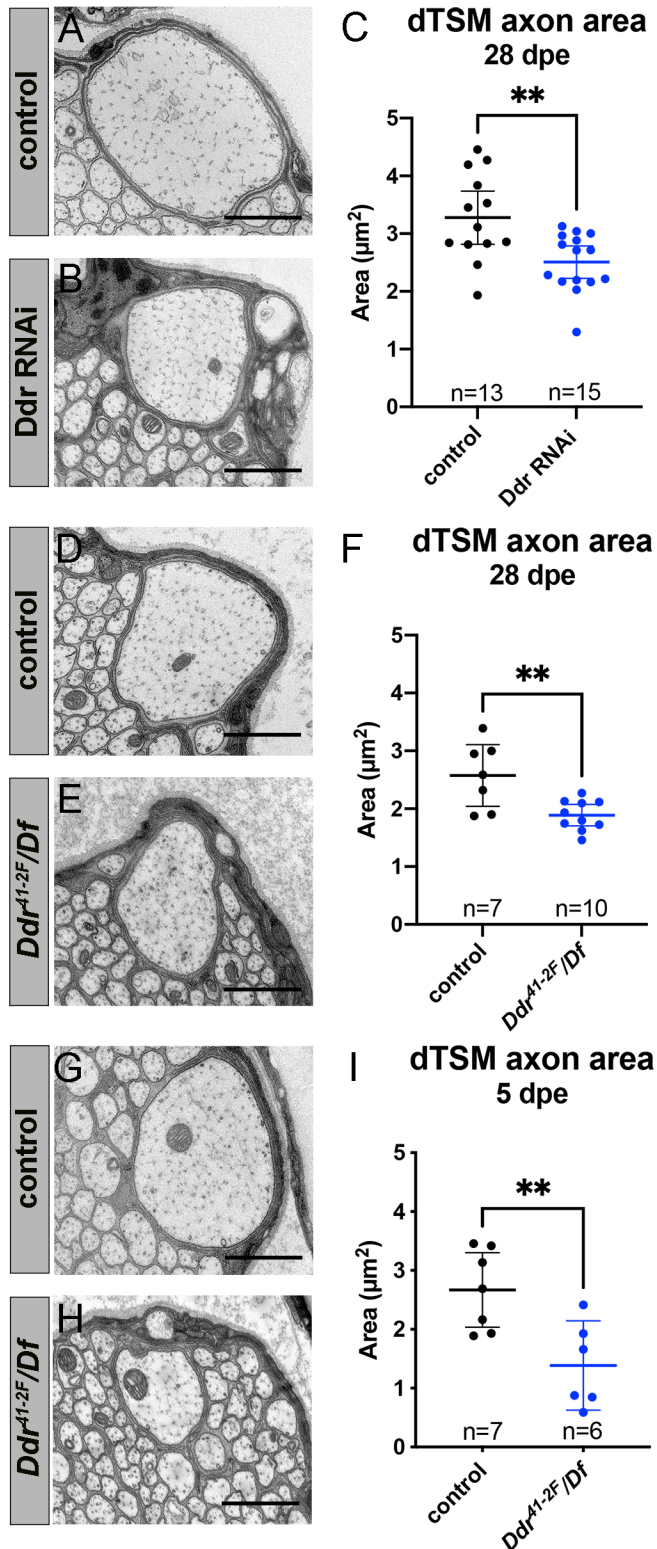 A
control
B
Ddr RNAi
C
dTSM axon area
28 dpe
**
Area (µm²)
5
4
3
2
1
0
n=13
n=15
control
Ddr RNAi
D
control
E
Ddr⁴¹⁻²ᶠ/Df
F
dTSM axon area
28 dpe
**
Area (µm²)
5
4
3
2
1
0
n=7
n=10
control
Ddr⁴¹⁻²ᶠ/Df
G
control
H
Ddr⁴¹⁻²ᶠ/Df
I
dTSM axon area
5 dpe
**
Area (µm²)
5
4
3
2
1
0
n=7
n=6
control
Ddr⁴¹⁻²ᶠ/Df